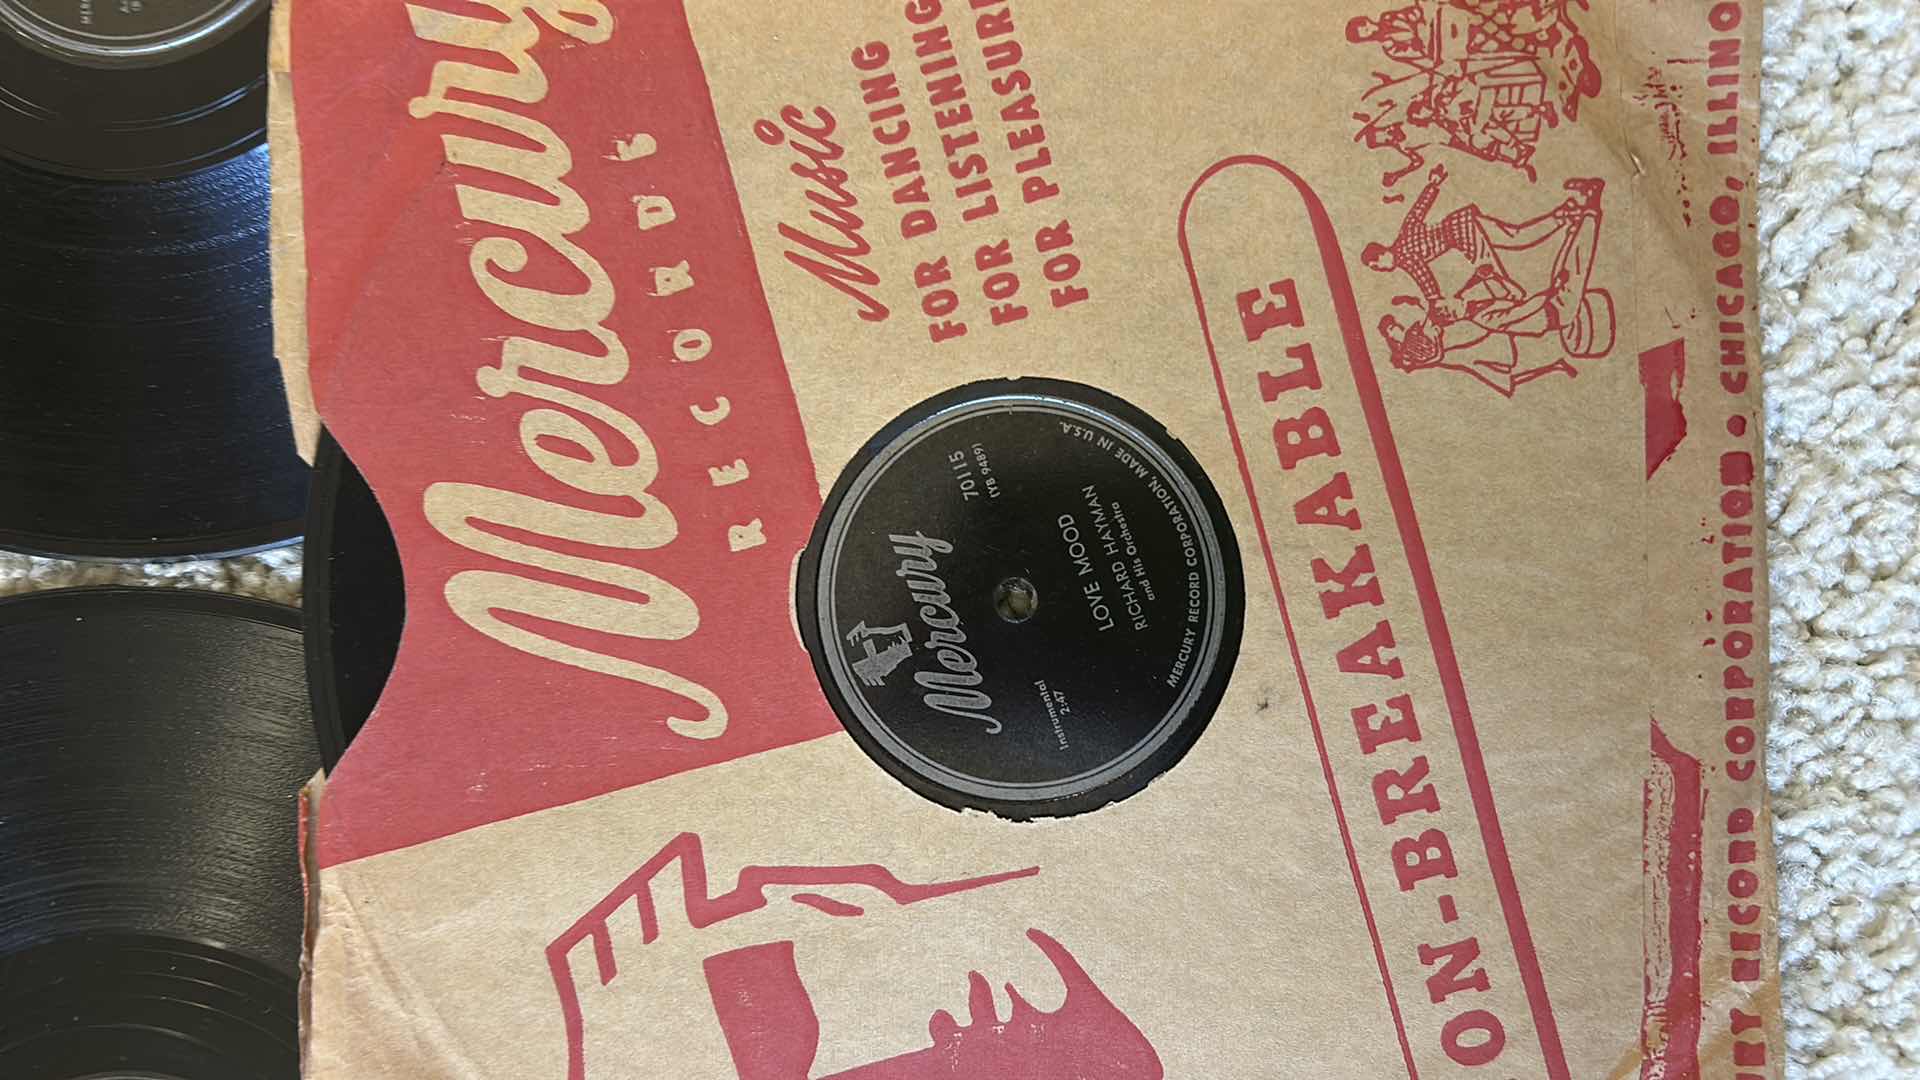 Mercury
RECORDS
Music
FOR DANCING
FOR LISTENING
FOR PLEASURE
Mercury
70115
(YB 9489)
Instrumental
2:47
LOVE MOOD
RICHARD HAYMAN
and His Orchestra
MERCURY RECORD CORPORATION, MADE IN U.S.A.
ON-BREAKABLE
URY RECORD CORPORATION • CHICAGO, ILLINO